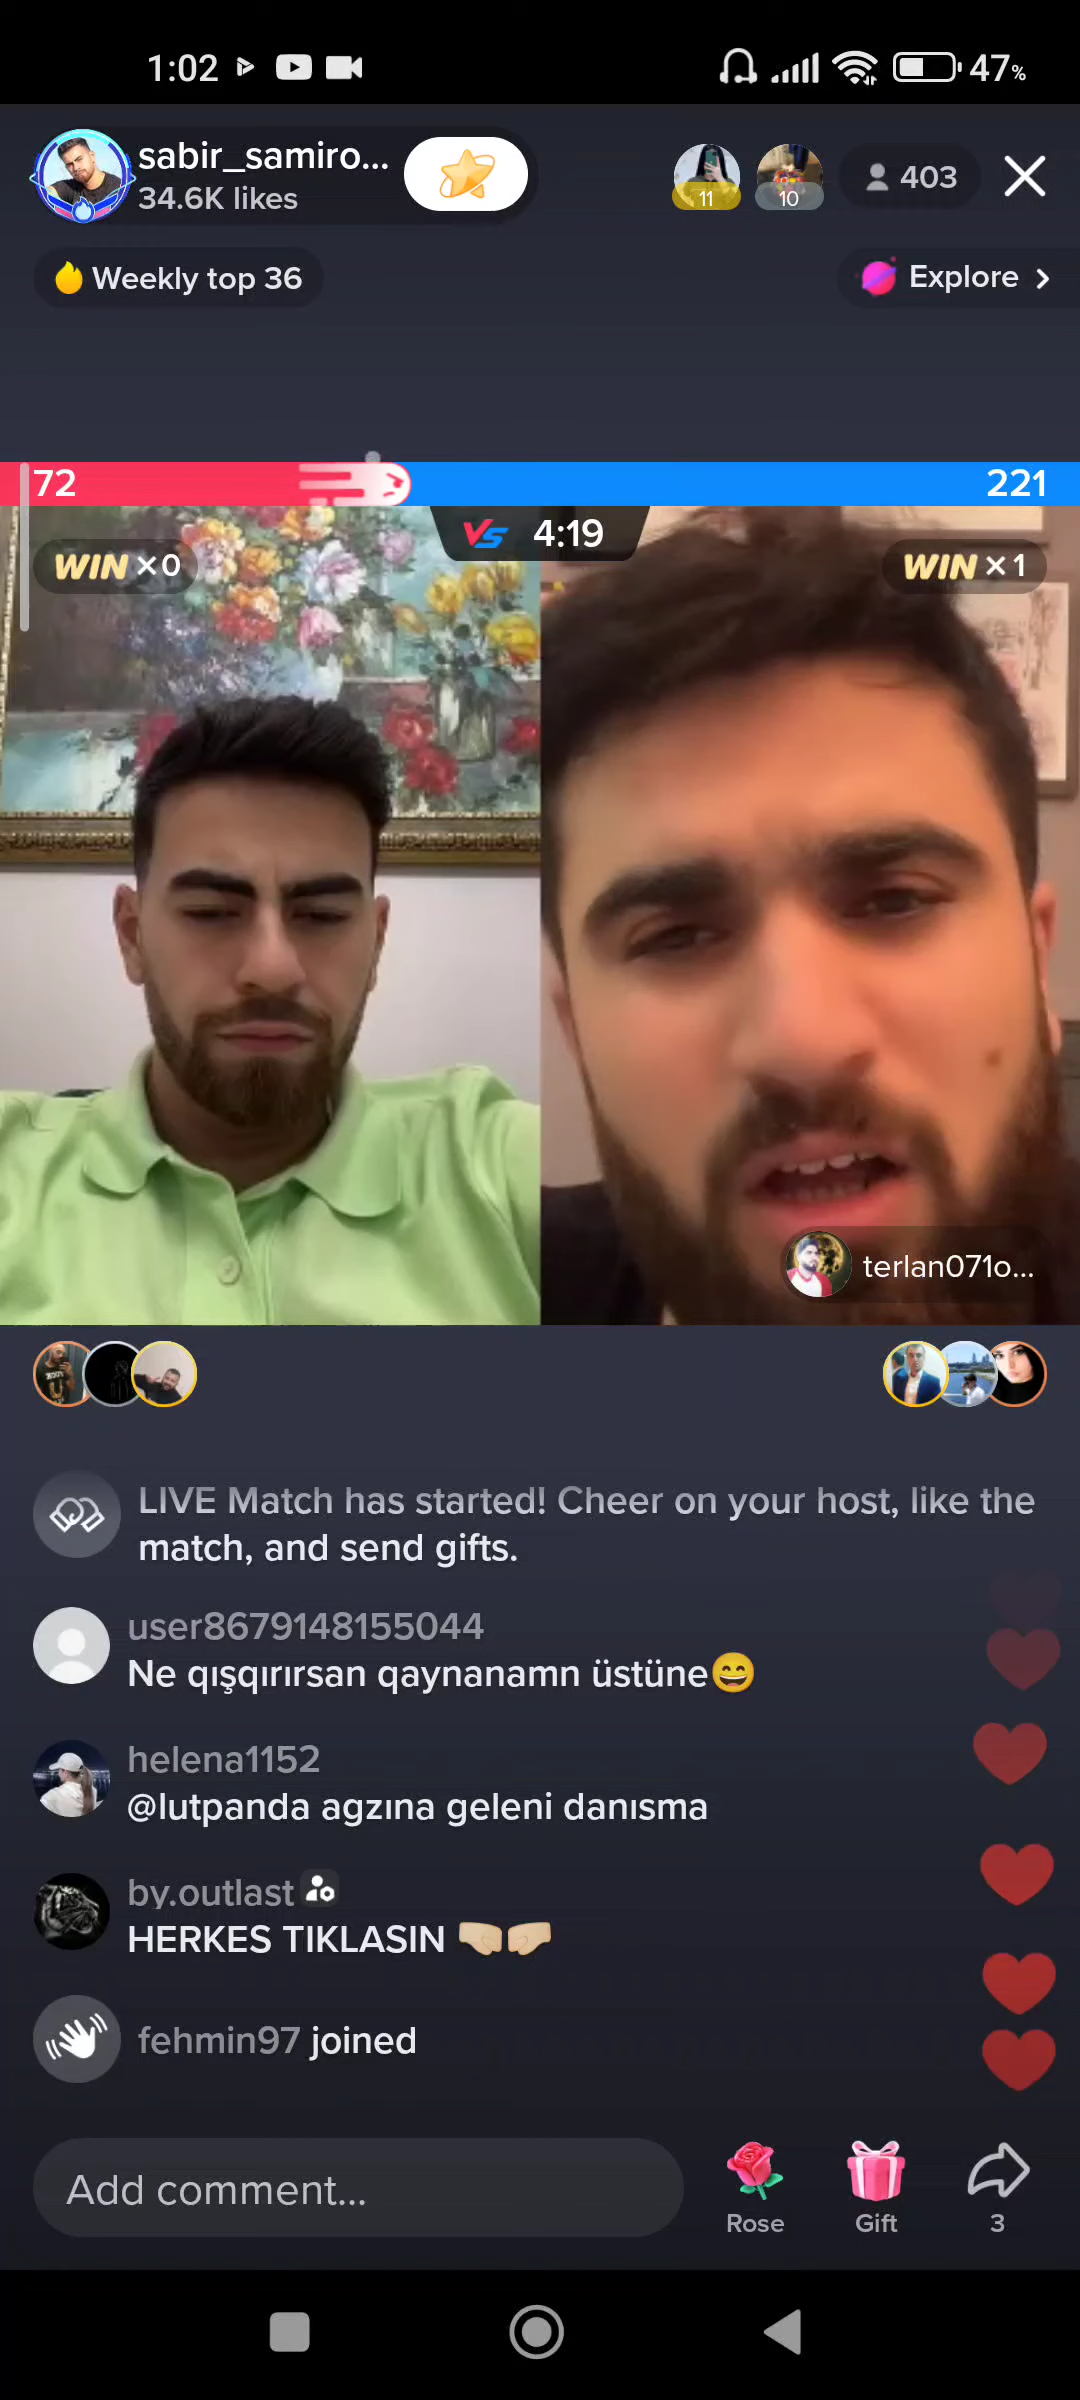 1:02
47%
sabir_samiro...
34.6K likes
11
10
403
Weekly top 36
Explore
72
221
VS 4:19
WIN ×0
WIN ×1
terlan071o...
LIVE Match has started! Cheer on your host, like the
match, and send gifts.
user8679148155044
Ne qışqırırsan qaynanamn üstüne😄
helena1152
@lutpanda agzına geleni danısma
by.outlast
HERKES TIKLASIN 🤜🏻🤛🏻
fehmin97 joined
Add comment...
Rose
Gift
3